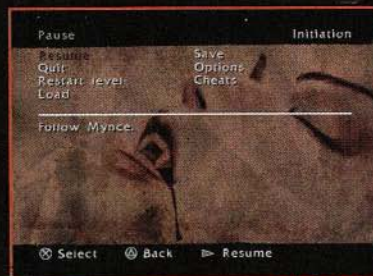 Pause Initiation
Resume Save
Quit Options
Restart level Cheats
Load
Follow Mynce.
Select Back Resume